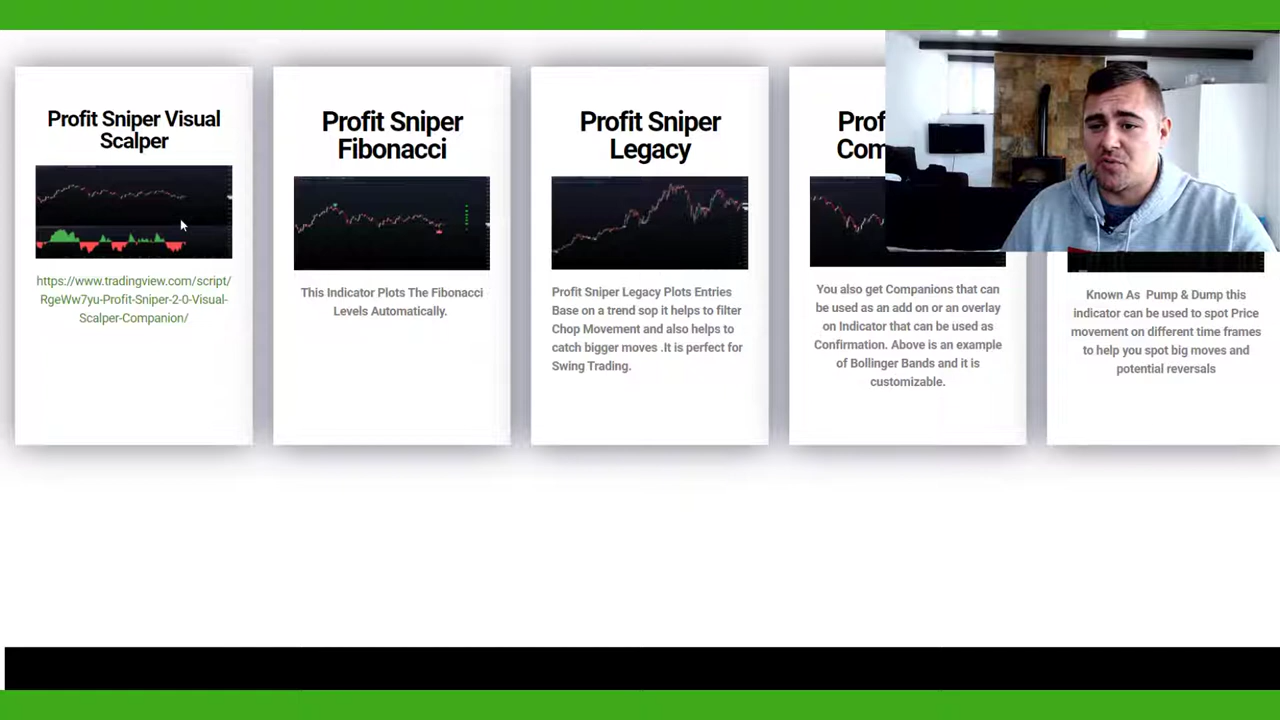 Profit Sniper Visual
Scalper
https://www.tradingview.com/script/
RgeWw7yu-Profit-Sniper-2-0-Visual-
Scalper-Companion/
Profit Sniper
Fibonacci
This Indicator Plots The Fibonacci
Levels Automatically.
Profit Sniper
Legacy
Profit Sniper Legacy Plots Entries
Base on a trend sop it helps to filter
Chop Movement and also helps to
catch bigger moves .It is perfect for
Swing Trading.
Prof
Com
You also get Companions that can
be used as an add on or an overlay
on Indicator that can be used as
Confirmation. Above is an example
of Bollinger Bands and it is
customizable.
Known As Pump & Dump this
indicator can be used to spot Price
movement on different time frames
to help you spot big moves and
potential reversals